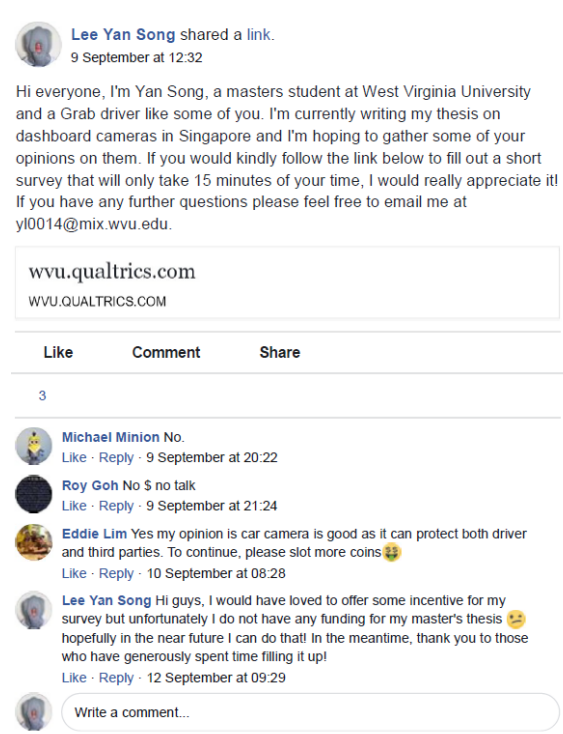 Lee Yan Song shared a link.
9 September at 12:32
Hi everyone, I'm Yan Song, a masters student at West Virginia University
and a Grab driver like some of you. I'm currently writing my thesis on
dashboard cameras in Singapore and I'm hoping to gather some of your
opinions on them. If you would kindly follow the link below to fill out a short
survey that will only take 15 minutes of your time, I would really appreciate it!
If you have any further questions please feel free to email me at
yl0014@mix.wvu.edu.
wvu.qualtrics.com
WVU.QUALTRICS.COM
Like Comment Share
3
Michael Minion No.
Like · Reply · 9 September at 20:22
Roy Goh No $ no talk
Like · Reply · 9 September at 21:24
Eddie Lim Yes my opinion is car camera is good as it can protect both driver
and third parties. To continue, please slot more coins🤑
Like · Reply · 10 September at 08:28
Lee Yan Song Hi guys, I would have loved to offer some incentive for my
survey but unfortunately I do not have any funding for my master's thesis 😕
hopefully in the near future I can do that! In the meantime, thank you to those
who have generously spent time filling it up!
Like · Reply · 12 September at 09:29
Write a comment...